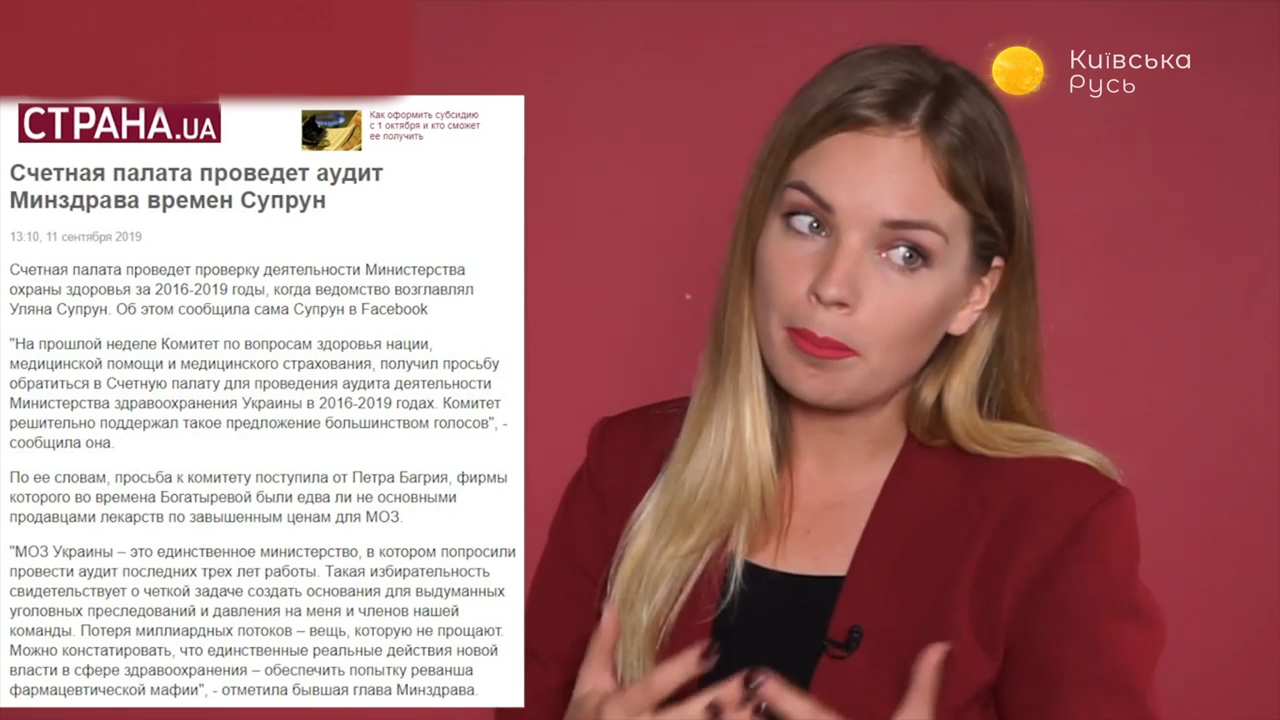 Київська
Русь
СТРАНА.UA
Как оформить субсидию
с 1 октября и кто сможет
ее получить
Счетная палата проведет аудит
Минздрава времен Супрун
13:10, 11 сентября 2019
Счетная палата проведет проверку деятельности Министерства
охраны здоровья за 2016-2019 годы, когда ведомство возглавлял
Уляна Супрун. Об этом сообщила сама Супрун в Facebook
"На прошлой неделе Комитет по вопросам здоровья нации,
медицинской помощи и медицинского страхования, получил просьбу
обратиться в Счетную палату для проведения аудита деятельности
Министерства здравоохранения Украины в 2016-2019 годах. Комитет
решительно поддержал такое предложение большинством голосов", -
сообщила она.
По ее словам, просьба к комитету поступила от Петра Багрия, фирмы
которого во времена Богатыревой были едва ли не основными
продавцами лекарств по завышенным ценам для МОЗ.
"МОЗ Украины – это единственное министерство, в котором попросили
провести аудит последних трех лет работы. Такая избирательность
свидетельствует о четкой задаче создать основания для выдуманных
уголовных преследований и давления на меня и членов нашей
команды. Потеря миллиардных потоков – вещь, которую не прощают.
Можно констатировать, что единственные реальные действия новой
власти в сфере здравоохранения – обеспечить попытку реванша
фармацевтической мафии", - отметила бывшая глава Минздрава.